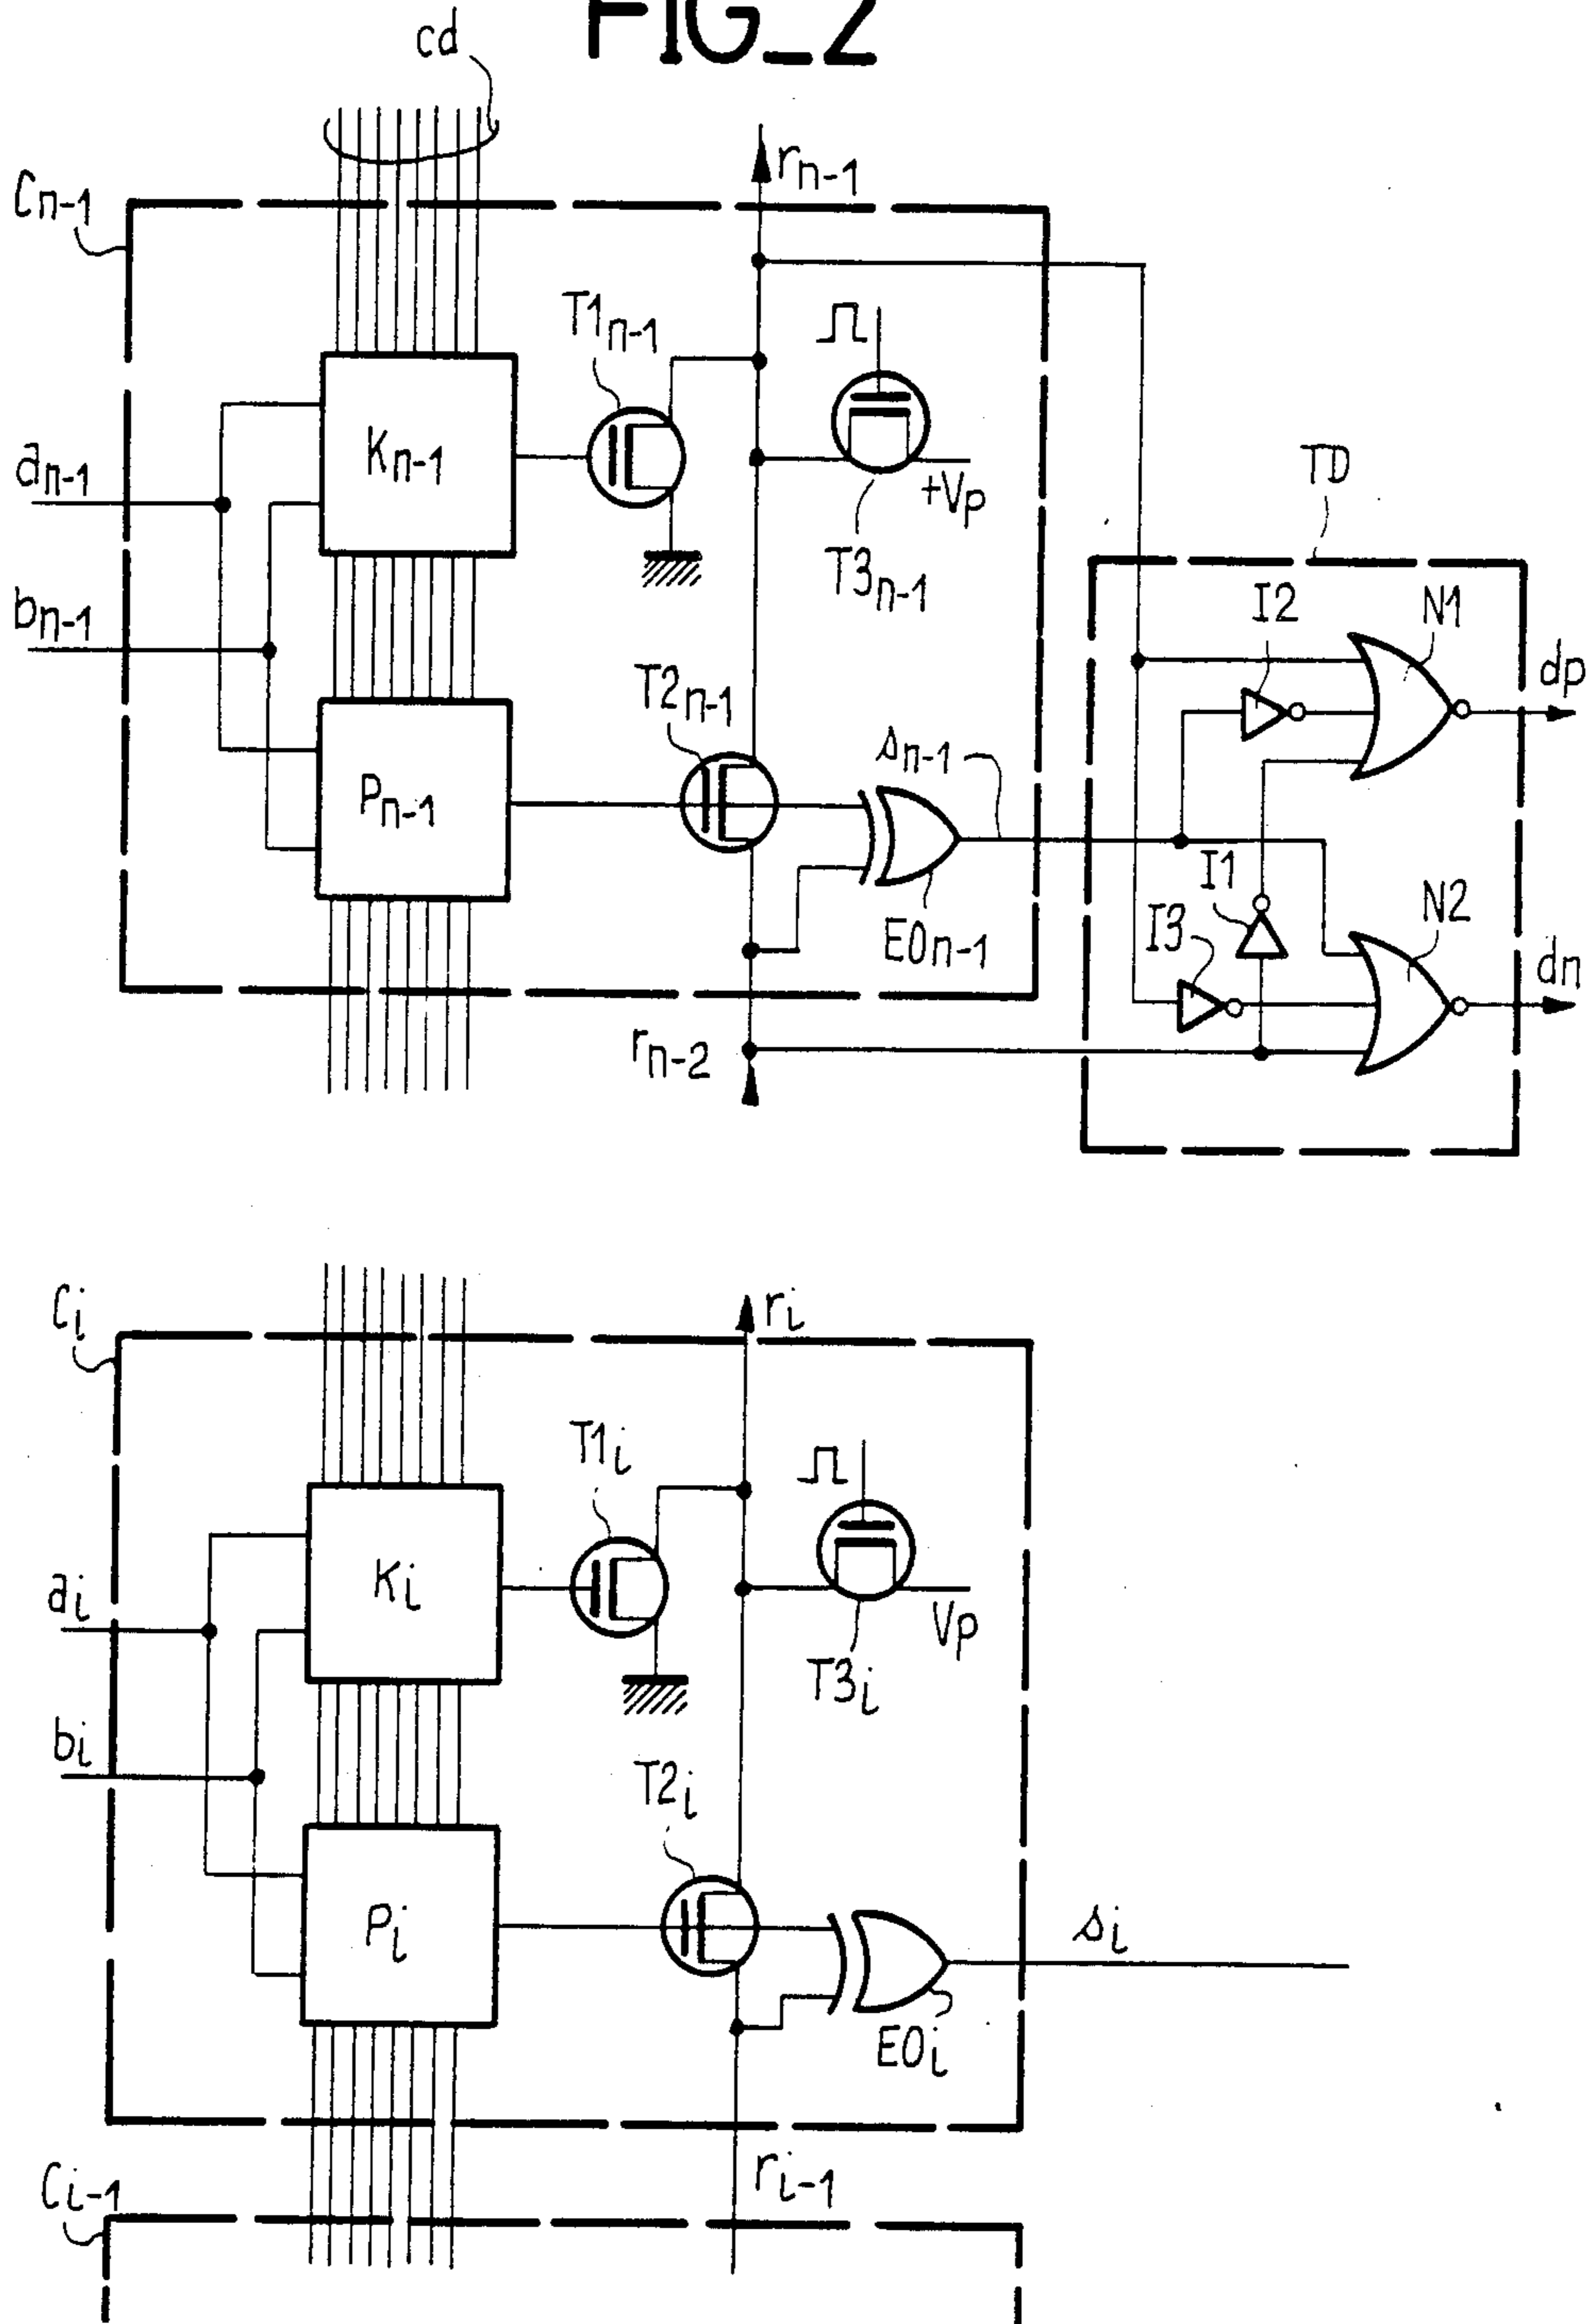 FIG_2
cd
Cn-1
rn-1
T1n-1
Kn-1
an-1
+Vp
T3n-1
TD
bn-1
I2
N1
dp
T2n-1
Pn-1
sn-1
I1
N2
I3
EOn-1
dn
rn-2
Ci
ri
T1i
Ki
ai
Vp
T3i
bi
T2i
Pi
si
EOi
ri-1
Ci-1